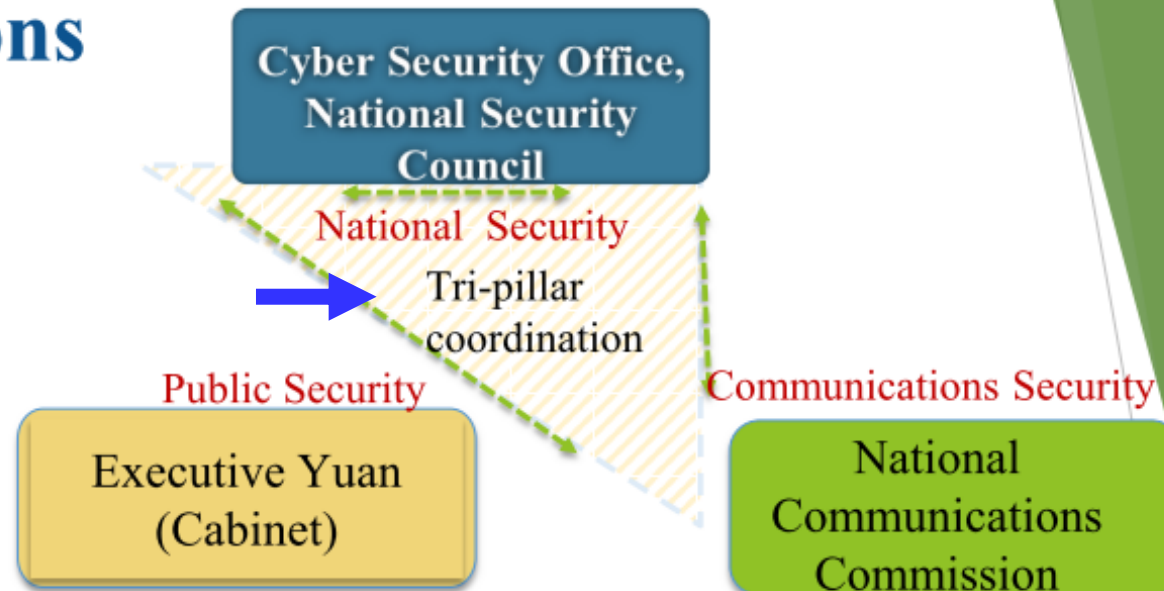 ons
Cyber Security Office,
National Security
Council
National Security
Tri-pillar
coordination
Public Security
Communications Security
Executive Yuan
(Cabinet)
National
Communications
Commission